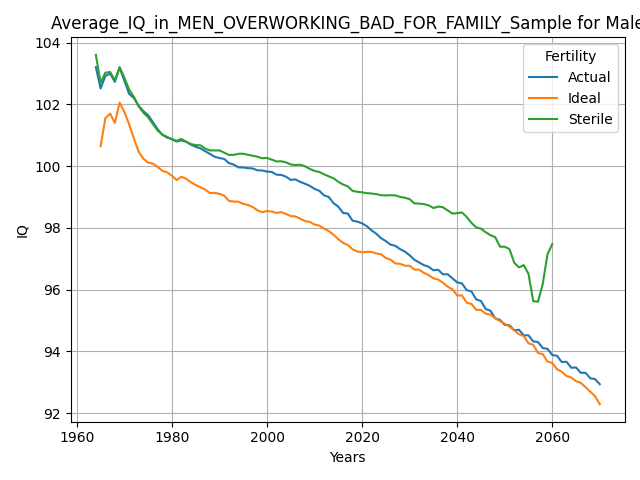 Average_IQ_in_MEN_OVERWORKING_BAD_FOR_FAMILY_Sample for Male
Fertility
Actual
Ideal
Sterile
IQ
104
102
100
98
96
94
92
1960
1980
2000
2020
2040
2060
Years